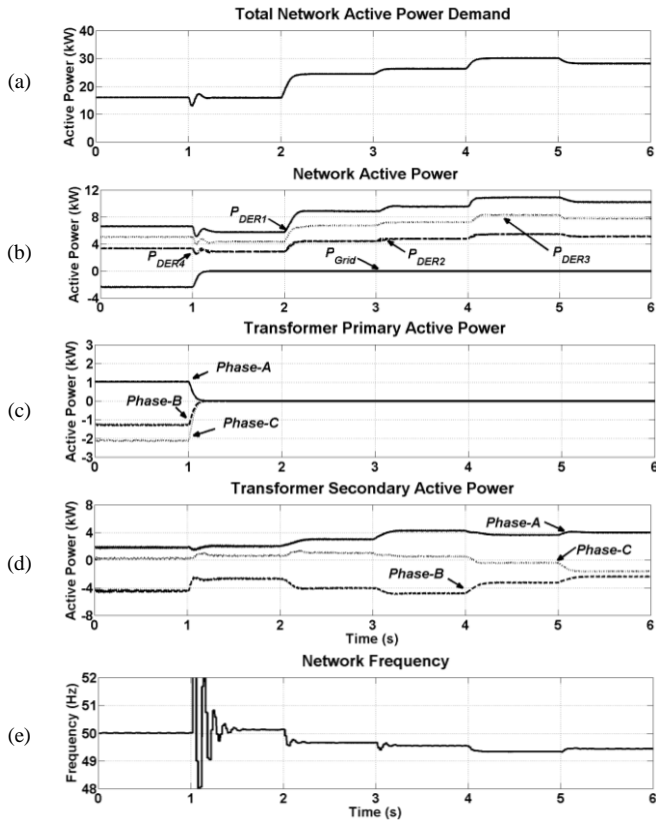 Total Network Active Power Demand
(a)
Active Power (kW)
40
30
20
10
0
0 1 2 3 4 5 6
Network Active Power
(b)
Active Power (kW)
12
8
4
0
-4
P_DER1
P_DER4
P_Grid
P_DER2
P_DER3
0 1 2 3 4 5 6
Transformer Primary Active Power
(c)
Active Power (kW)
3
2
1
0
-1
-2
-3
Phase-A
Phase-B
Phase-C
0 1 2 3 4 5 6
Transformer Secondary Active Power
(d)
Active Power (kW)
8
4
0
-4
-8
Phase-A
Phase-C
Phase-B
0 1 2 3 4 5 6
Time (s)
Network Frequency
(e)
Frequency (Hz)
52
51
50
49
48
0 1 2 3 4 5 6
Time (s)